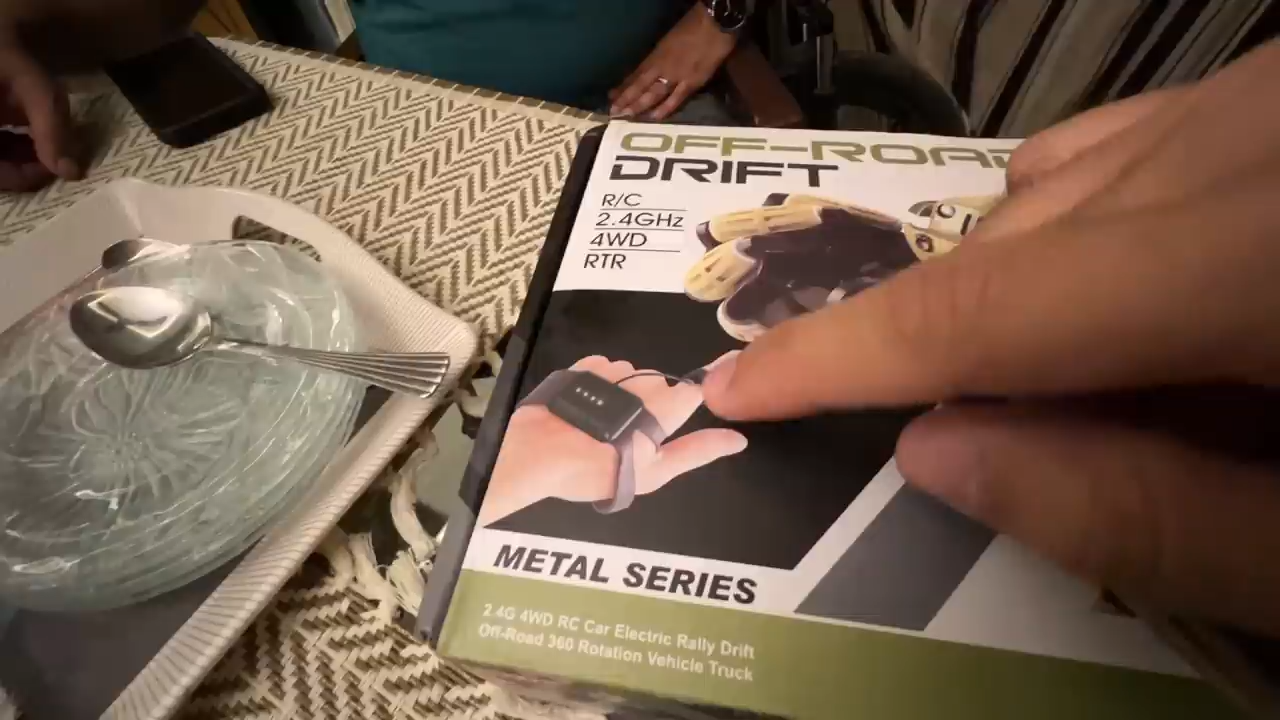 OFF-ROAD
DRIFT
R/C
2.4GHz
4WD
RTR
METAL SERIES
2.4G 4WD RC Car Electric Rally Drift
Off-Road 360 Rotation Vehicle Truck